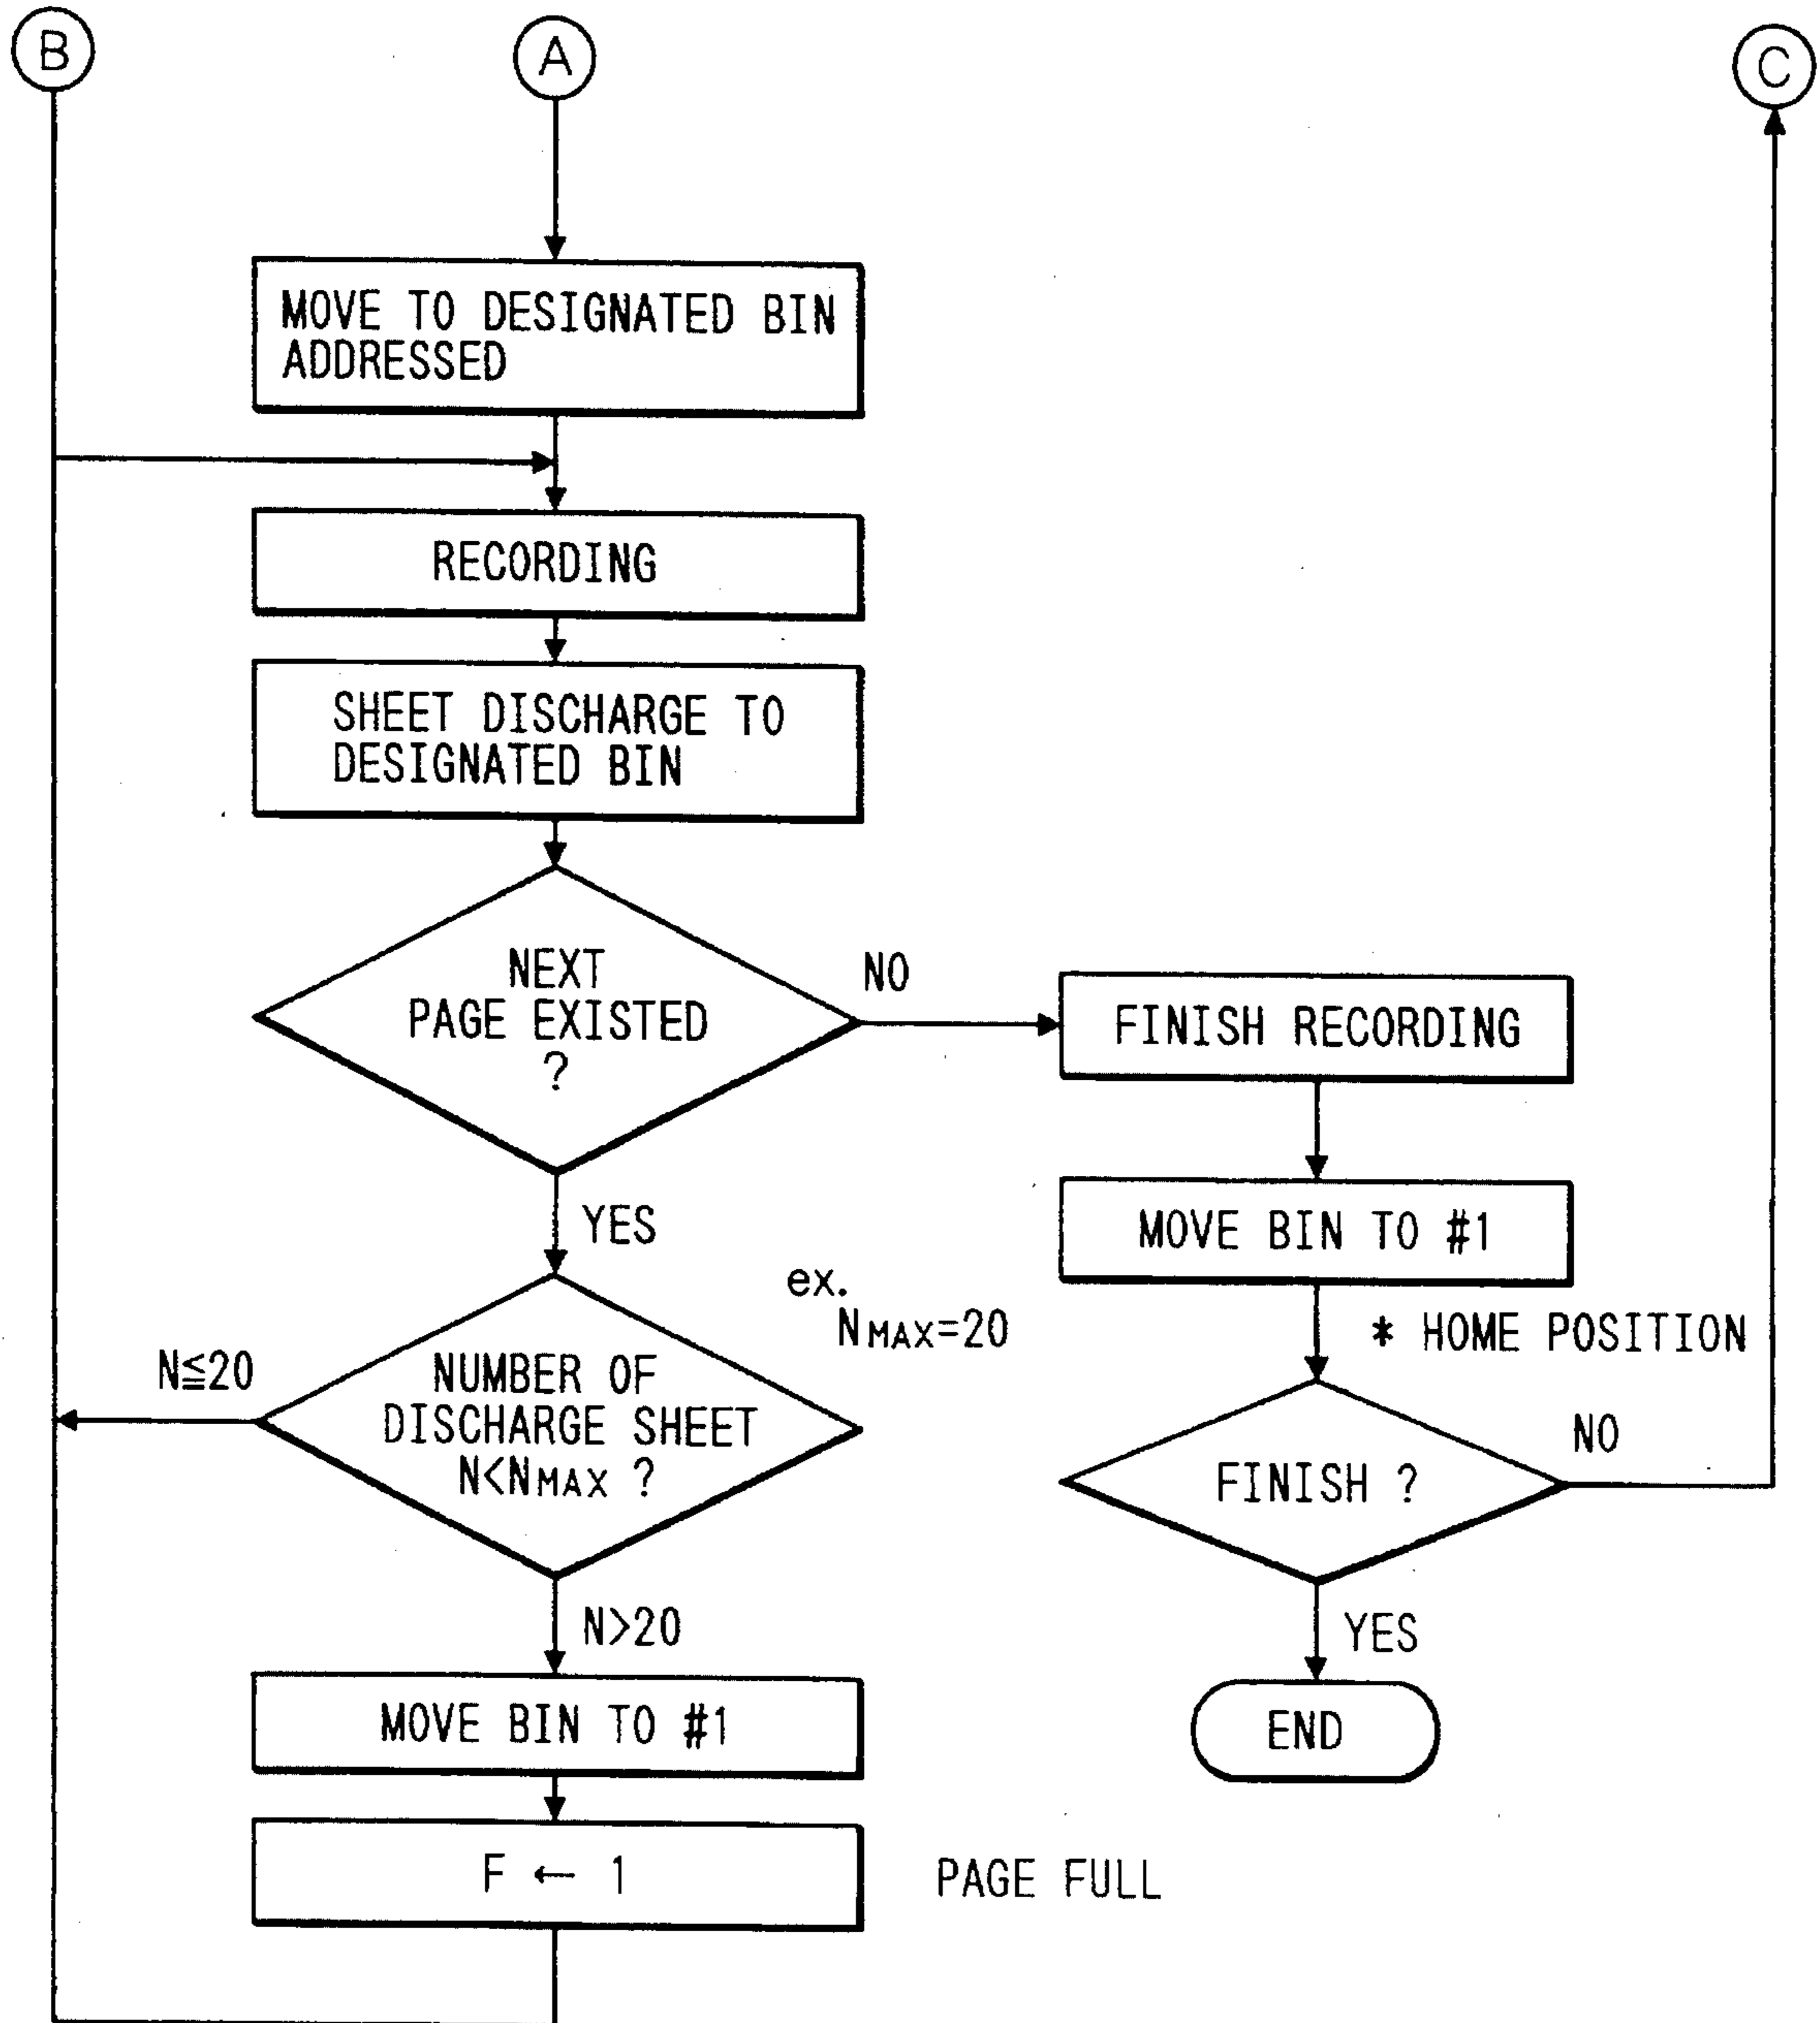 B
A
C
MOVE TO DESIGNATED BIN
ADDRESSED
RECORDING
SHEET DISCHARGE TO
DESIGNATED BIN
NEXT
PAGE EXISTED
?
NO
FINISH RECORDING
YES
MOVE BIN TO #1
ex.
NMAX=20
* HOME POSITION
N≦20
NUMBER OF
DISCHARGE SHEET
N<NMAX ?
FINISH ?
NO
N>20
YES
MOVE BIN TO #1
END
F ← 1
PAGE FULL